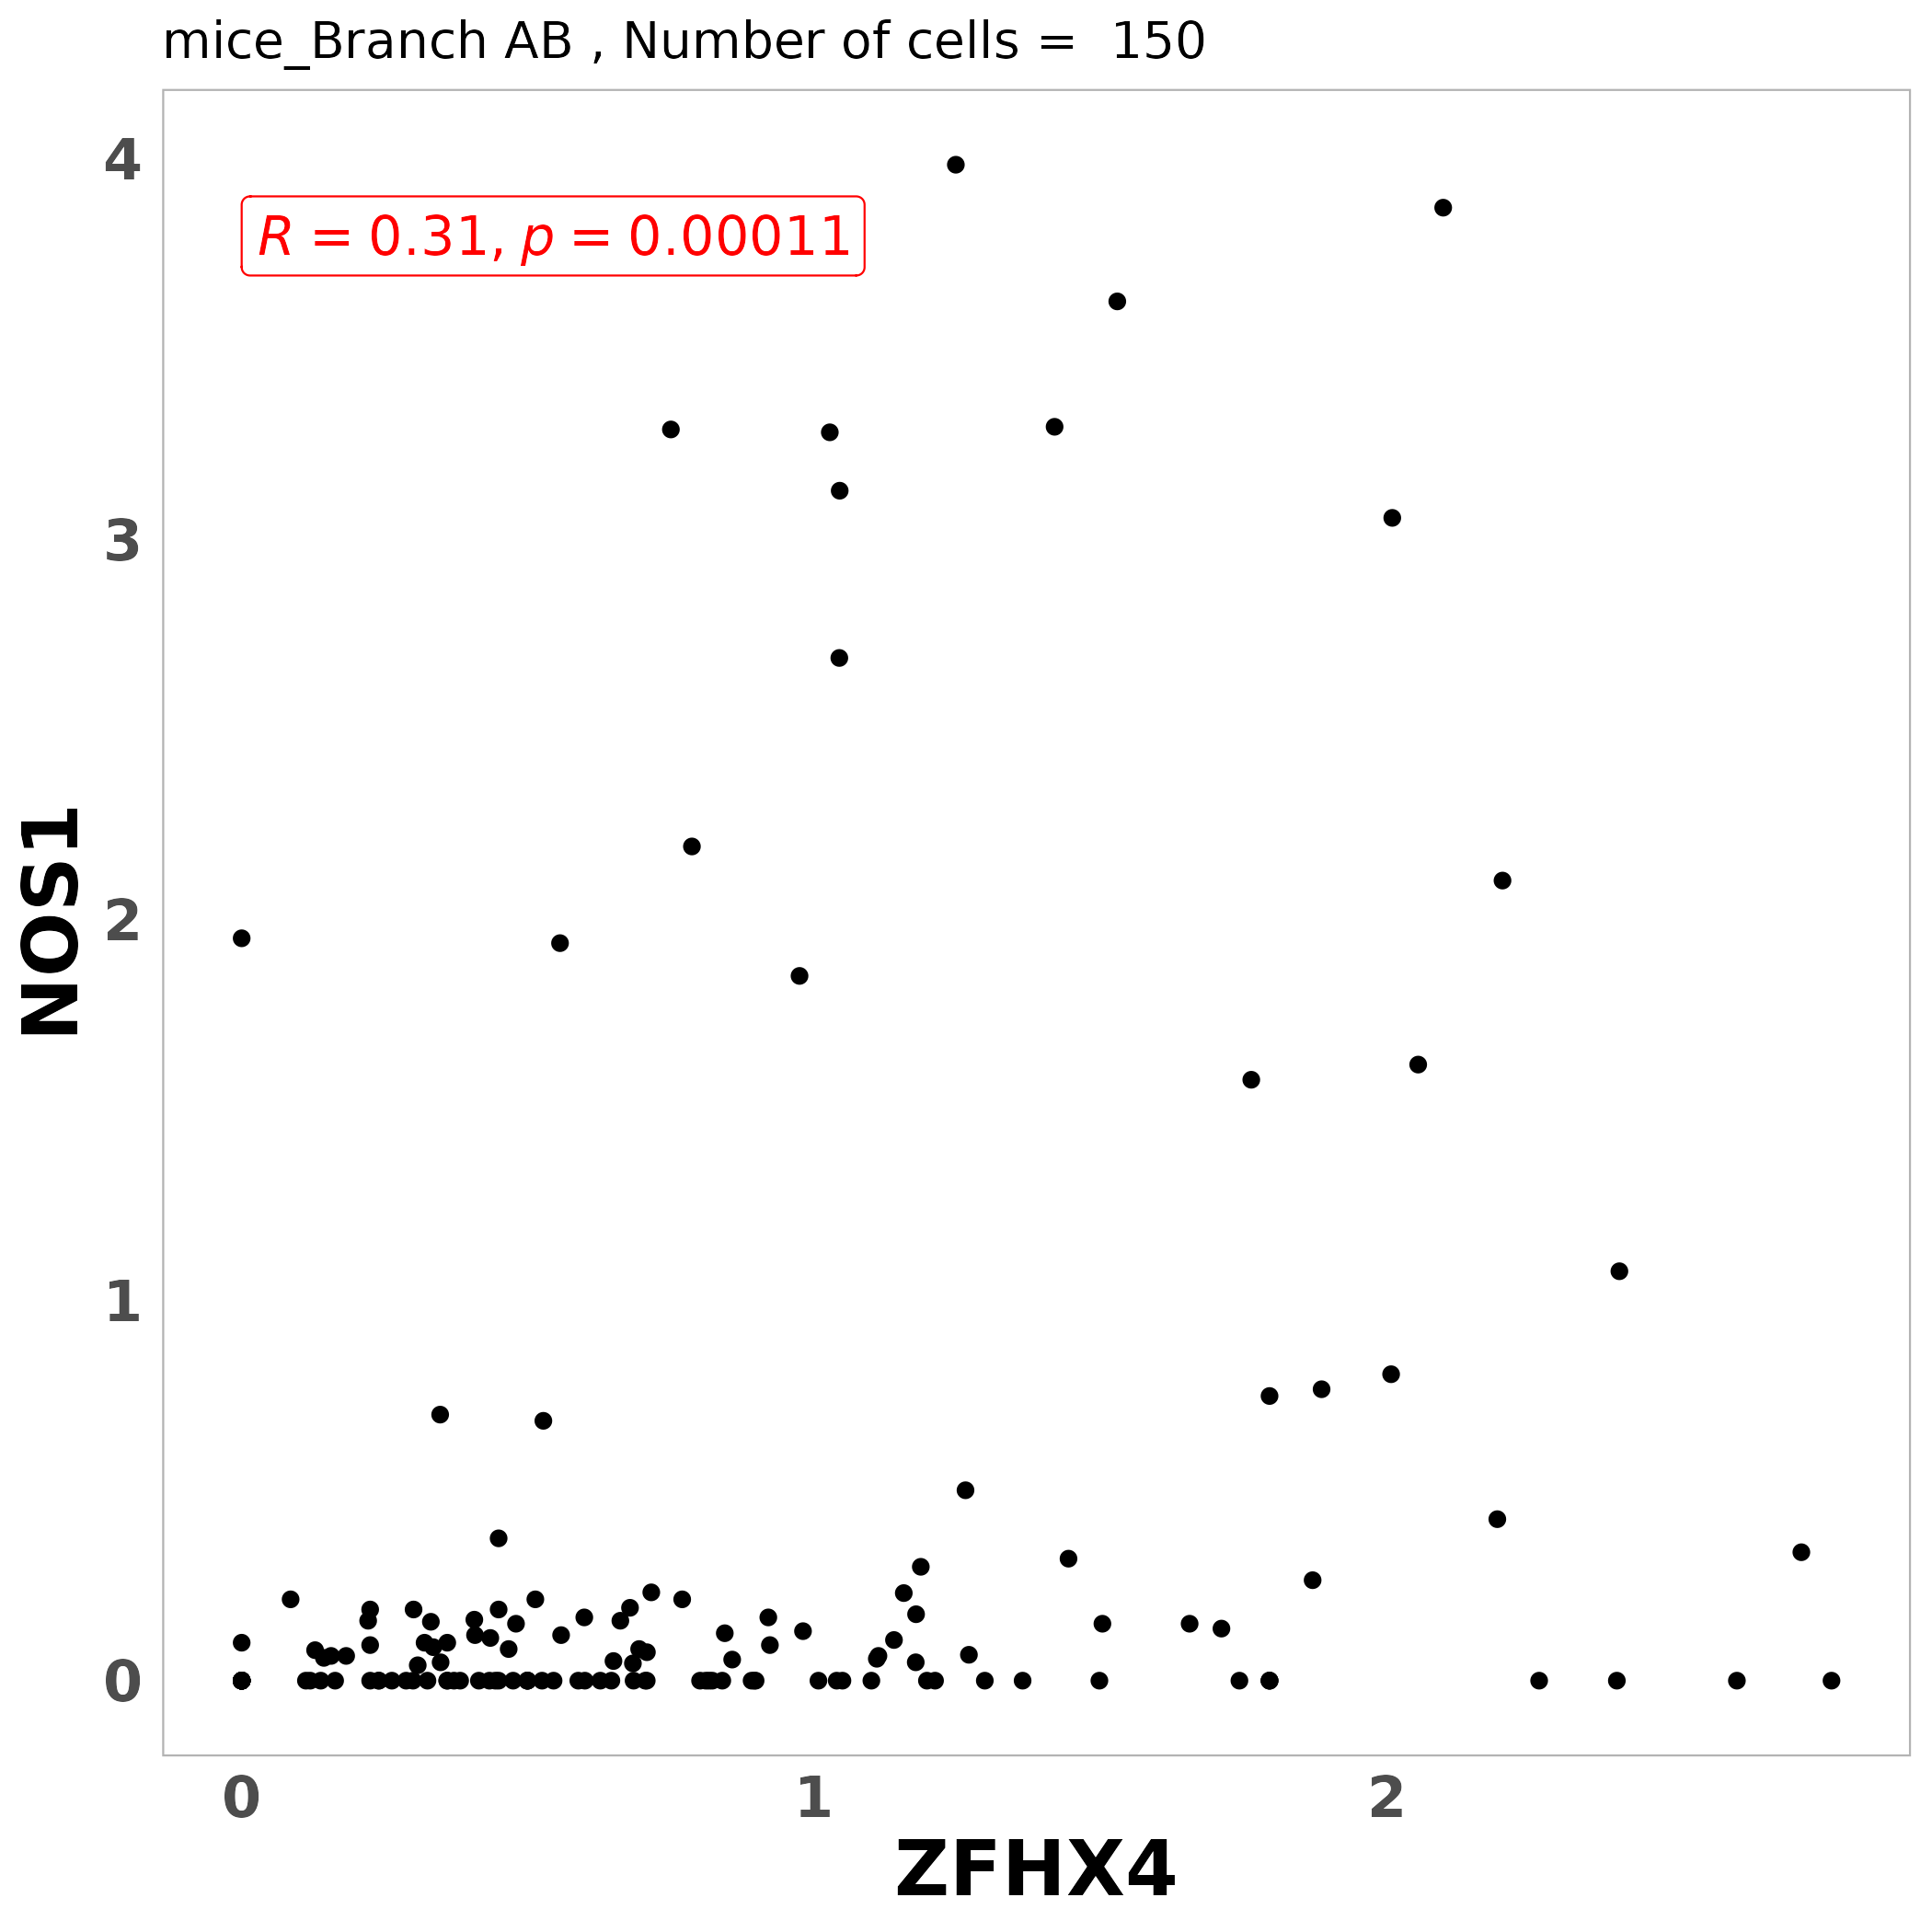 mice_Branch AB , Number of cells =  150
4
R = 0.31, p = 0.00011
3
2
1
0
NOS1
0 1 2
ZFHX4